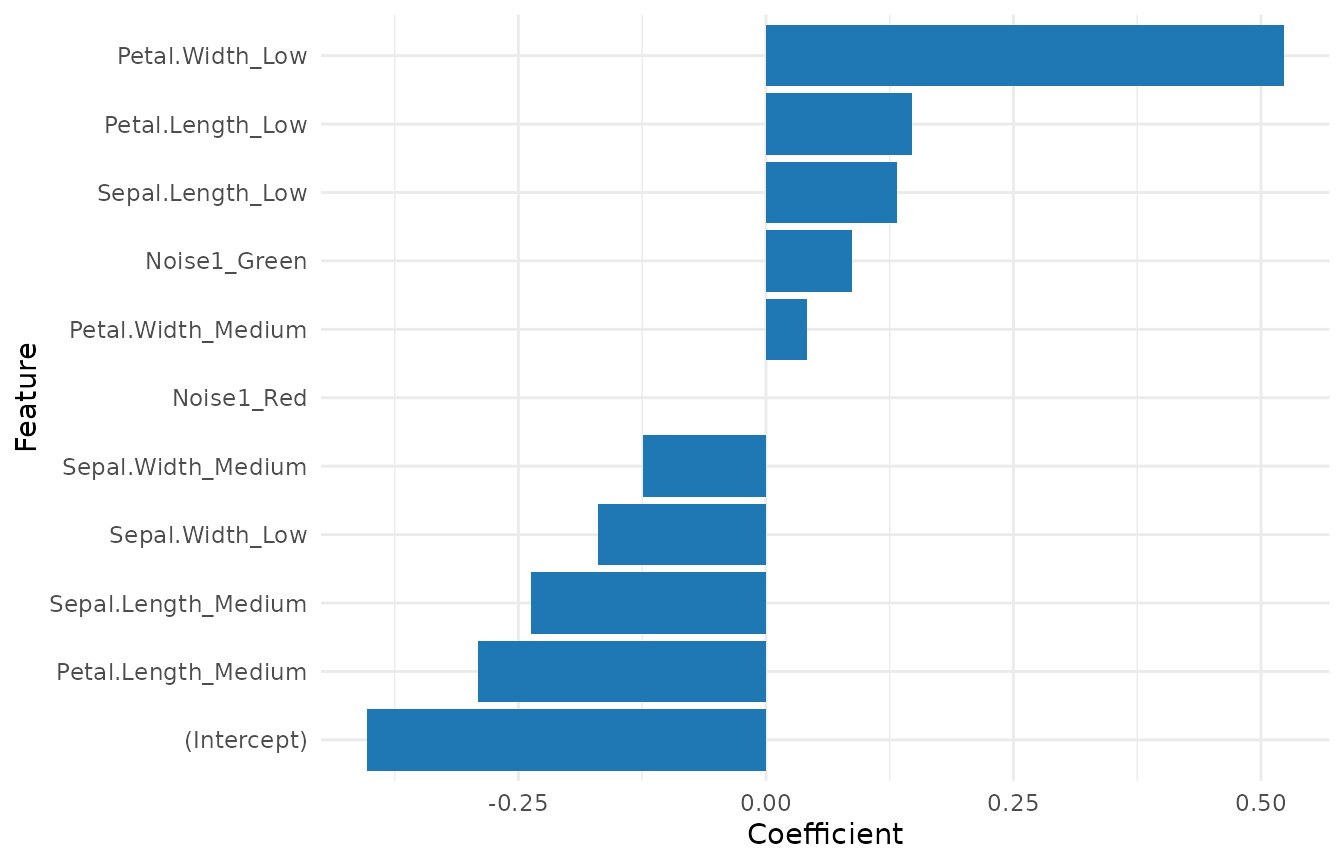 Petal.Width_Low
Petal.Length_Low
Sepal.Length_Low
Noise1_Green
Petal.Width_Medium
Noise1_Red
Sepal.Width_Medium
Sepal.Width_Low
Sepal.Length_Medium
Petal.Length_Medium
(Intercept)
Feature
-0.25 0.00 0.25 0.50
Coefficient